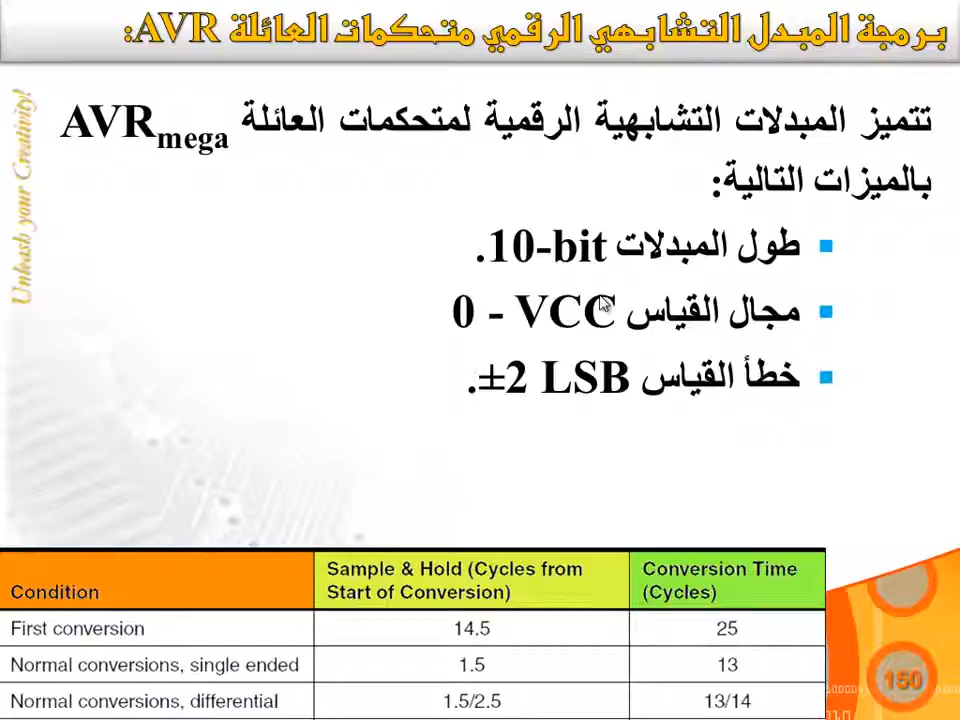 برمجة المبدل التشابهي الرقمي متحكمات العائلة AVR:
Unleash your Creativity!
تتميز المبدلات التشابهية الرقمية لمتحكمات العائلة AVRmega
بالميزات التالية:
طول المبدلات 10-bit.
مجال القياس 0 - VCC
خطأ القياس ±2 LSB.
Condition Sample & Hold (Cycles from Start of Conversion) Conversion Time (Cycles)
First conversion 14.5 25
Normal conversions, single ended 1.5 13
Normal conversions, differential 1.5/2.5 13/14
150